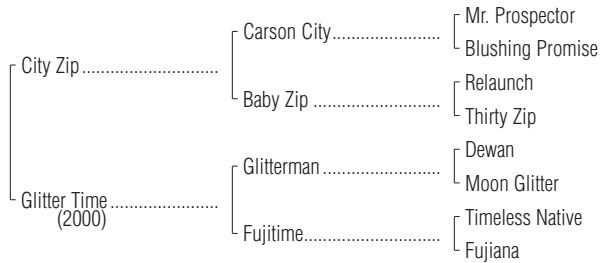 Mr. Prospector
Carson City
Blushing Promise
City Zip
Relaunch
Baby Zip
Thirty Zip
Dewan
Glitterman
Moon Glitter
Glitter Time
(2000)
Timeless Native
Fujitime
Fujiana